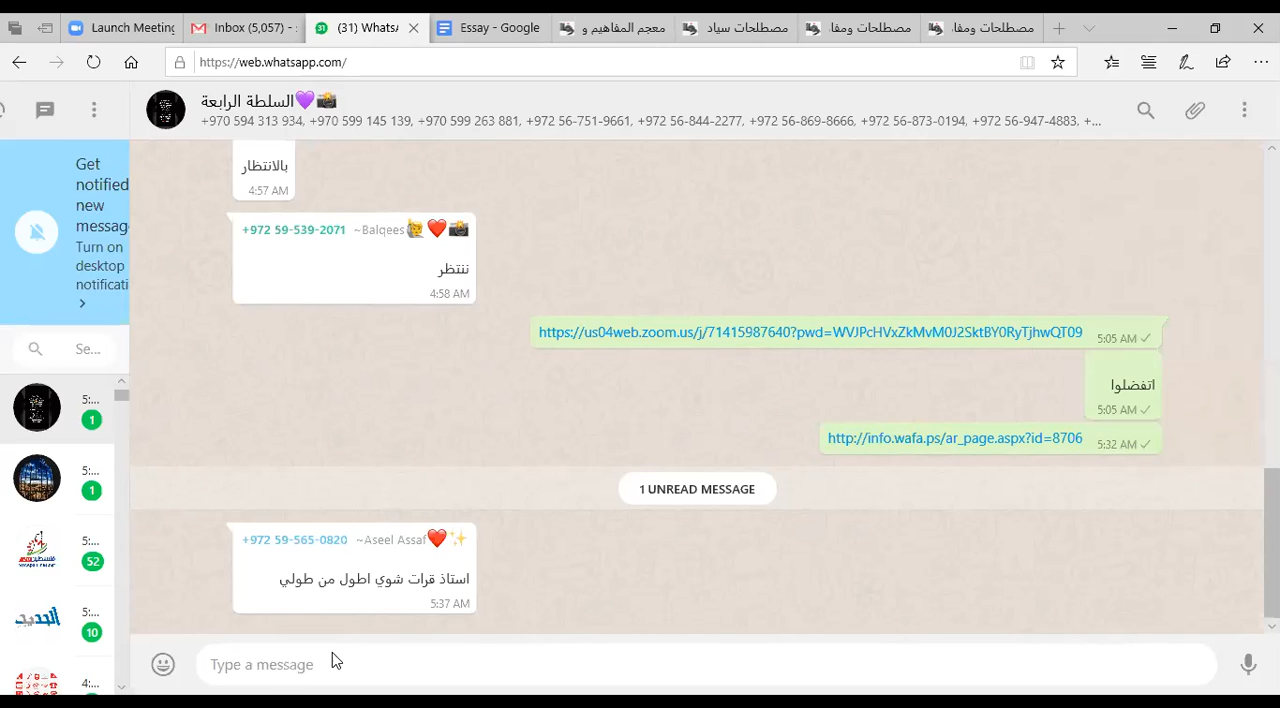 Launch Meeting
Inbox (5,057) - :
(31) WhatsA
Essay - Google
معجم المفاهيم و
مصطلحات سياد
مصطلحات ومفا
مصطلحات ومفا
https://web.whatsapp.com/
السلطة الرابعة💜📸
+970 594 313 934, +970 599 145 139, +970 599 263 881, +972 56-751-9661, +972 56-844-2277, +972 56-869-8666, +972 56-873-0194, +972 56-947-4883, +...
Get
notified
new
messag
Turn on
desktop
notificati
Se...
5:...
1
5:...
1
5:...
52
5:...
الحديد
10
4:...
بالانتظار
4:57 AM
+972 59-539-2071 ~Balqees🙋❤️📸
ننتظر
4:58 AM
https://us04web.zoom.us/j/71415987640?pwd=WVJPcHVxZkMvM0J2SktBY0RyTjhwQT09
5:05 AM
اتفضلوا
5:05 AM
http://info.wafa.ps/ar_page.aspx?id=8706
5:32 AM
1 UNREAD MESSAGE
+972 59-565-0820 ~Aseel Assaf❤️✨
استاذ قرات شوي اطول من طولي
5:37 AM
Type a message